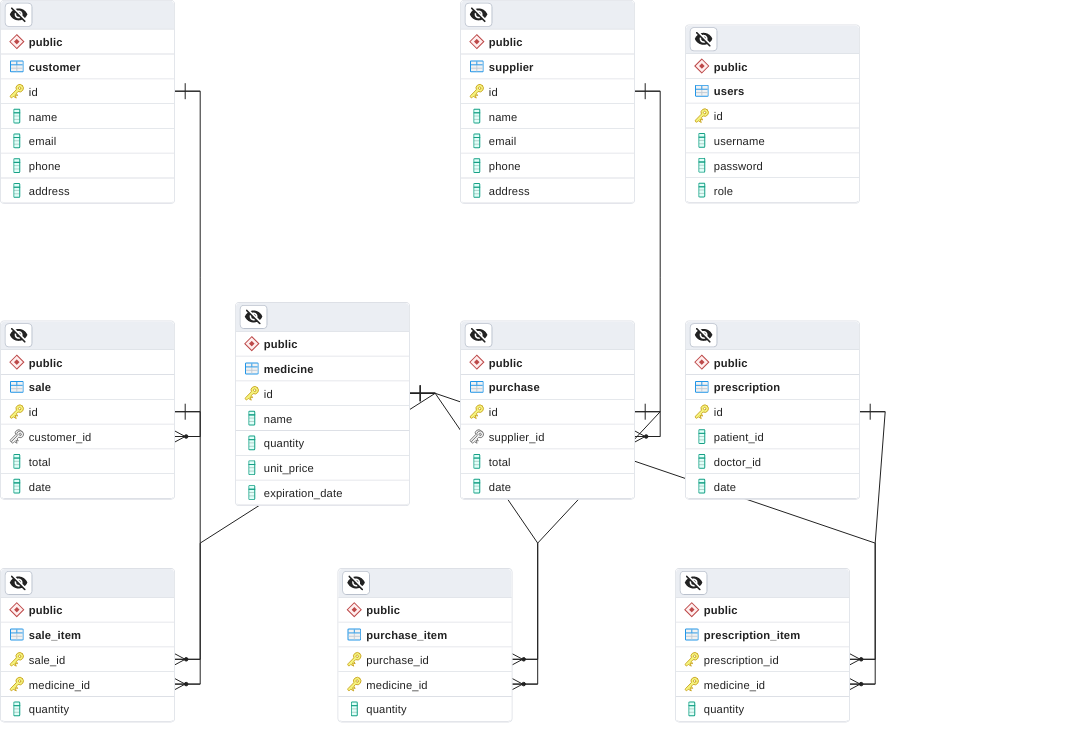 public
customer
id
name
email
phone
address
public
supplier
id
name
email
phone
address
public
users
id
username
password
role
public
sale
id
customer_id
total
date
public
medicine
id
name
quantity
unit_price
expiration_date
public
purchase
id
supplier_id
total
date
public
prescription
id
patient_id
doctor_id
date
public
sale_item
sale_id
medicine_id
quantity
public
purchase_item
purchase_id
medicine_id
quantity
public
prescription_item
prescription_id
medicine_id
quantity